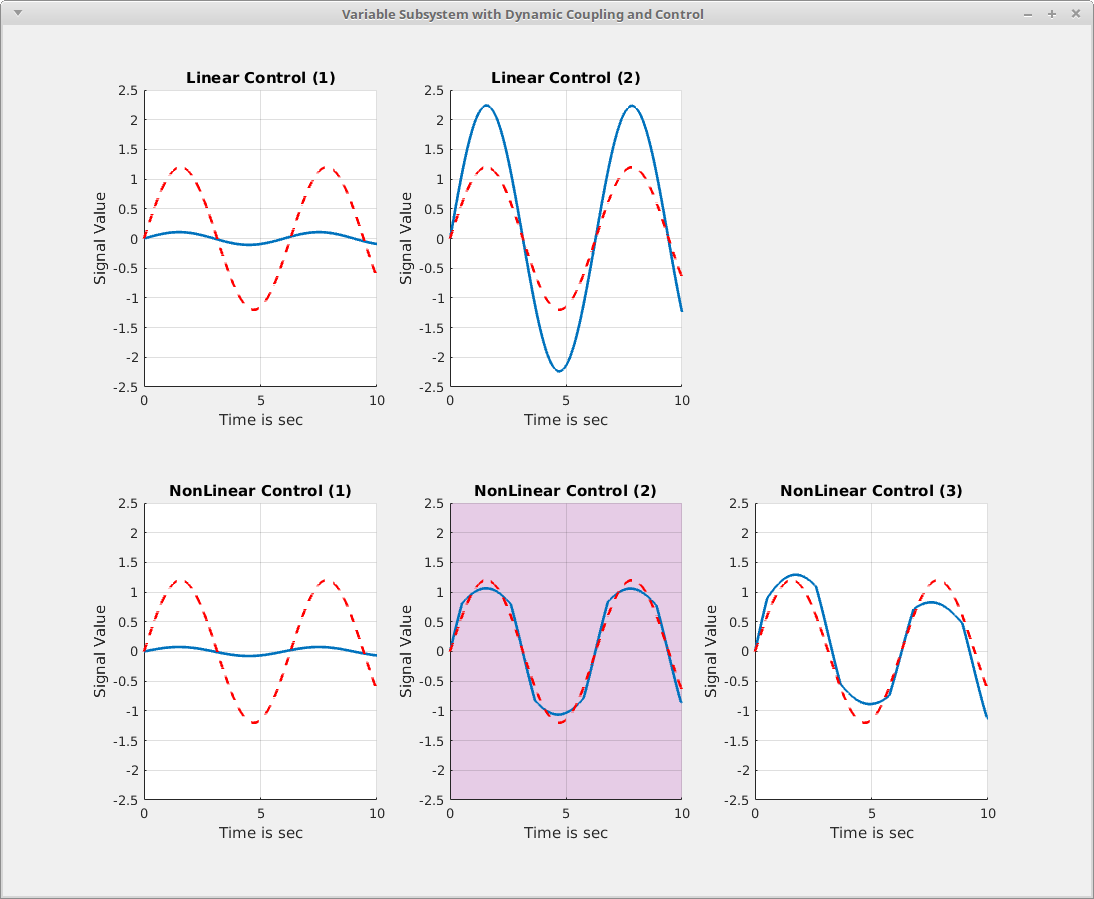 Variable Subsystem with Dynamic Coupling and Control
Linear Control (1)
2.5
2
1.5
1
0.5
0
-0.5
-1
-1.5
-2
-2.5
Signal Value
0 5 10
Time is sec
Linear Control (2)
2.5
2
1.5
1
0.5
0
-0.5
-1
-1.5
-2
-2.5
Signal Value
0 5 10
Time is sec
NonLinear Control (1)
2.5
2
1.5
1
0.5
0
-0.5
-1
-1.5
-2
-2.5
Signal Value
0 5 10
Time is sec
NonLinear Control (2)
2.5
2
1.5
1
0.5
0
-0.5
-1
-1.5
-2
-2.5
Signal Value
0 5 10
Time is sec
NonLinear Control (3)
2.5
2
1.5
1
0.5
0
-0.5
-1
-1.5
-2
-2.5
Signal Value
0 5 10
Time is sec